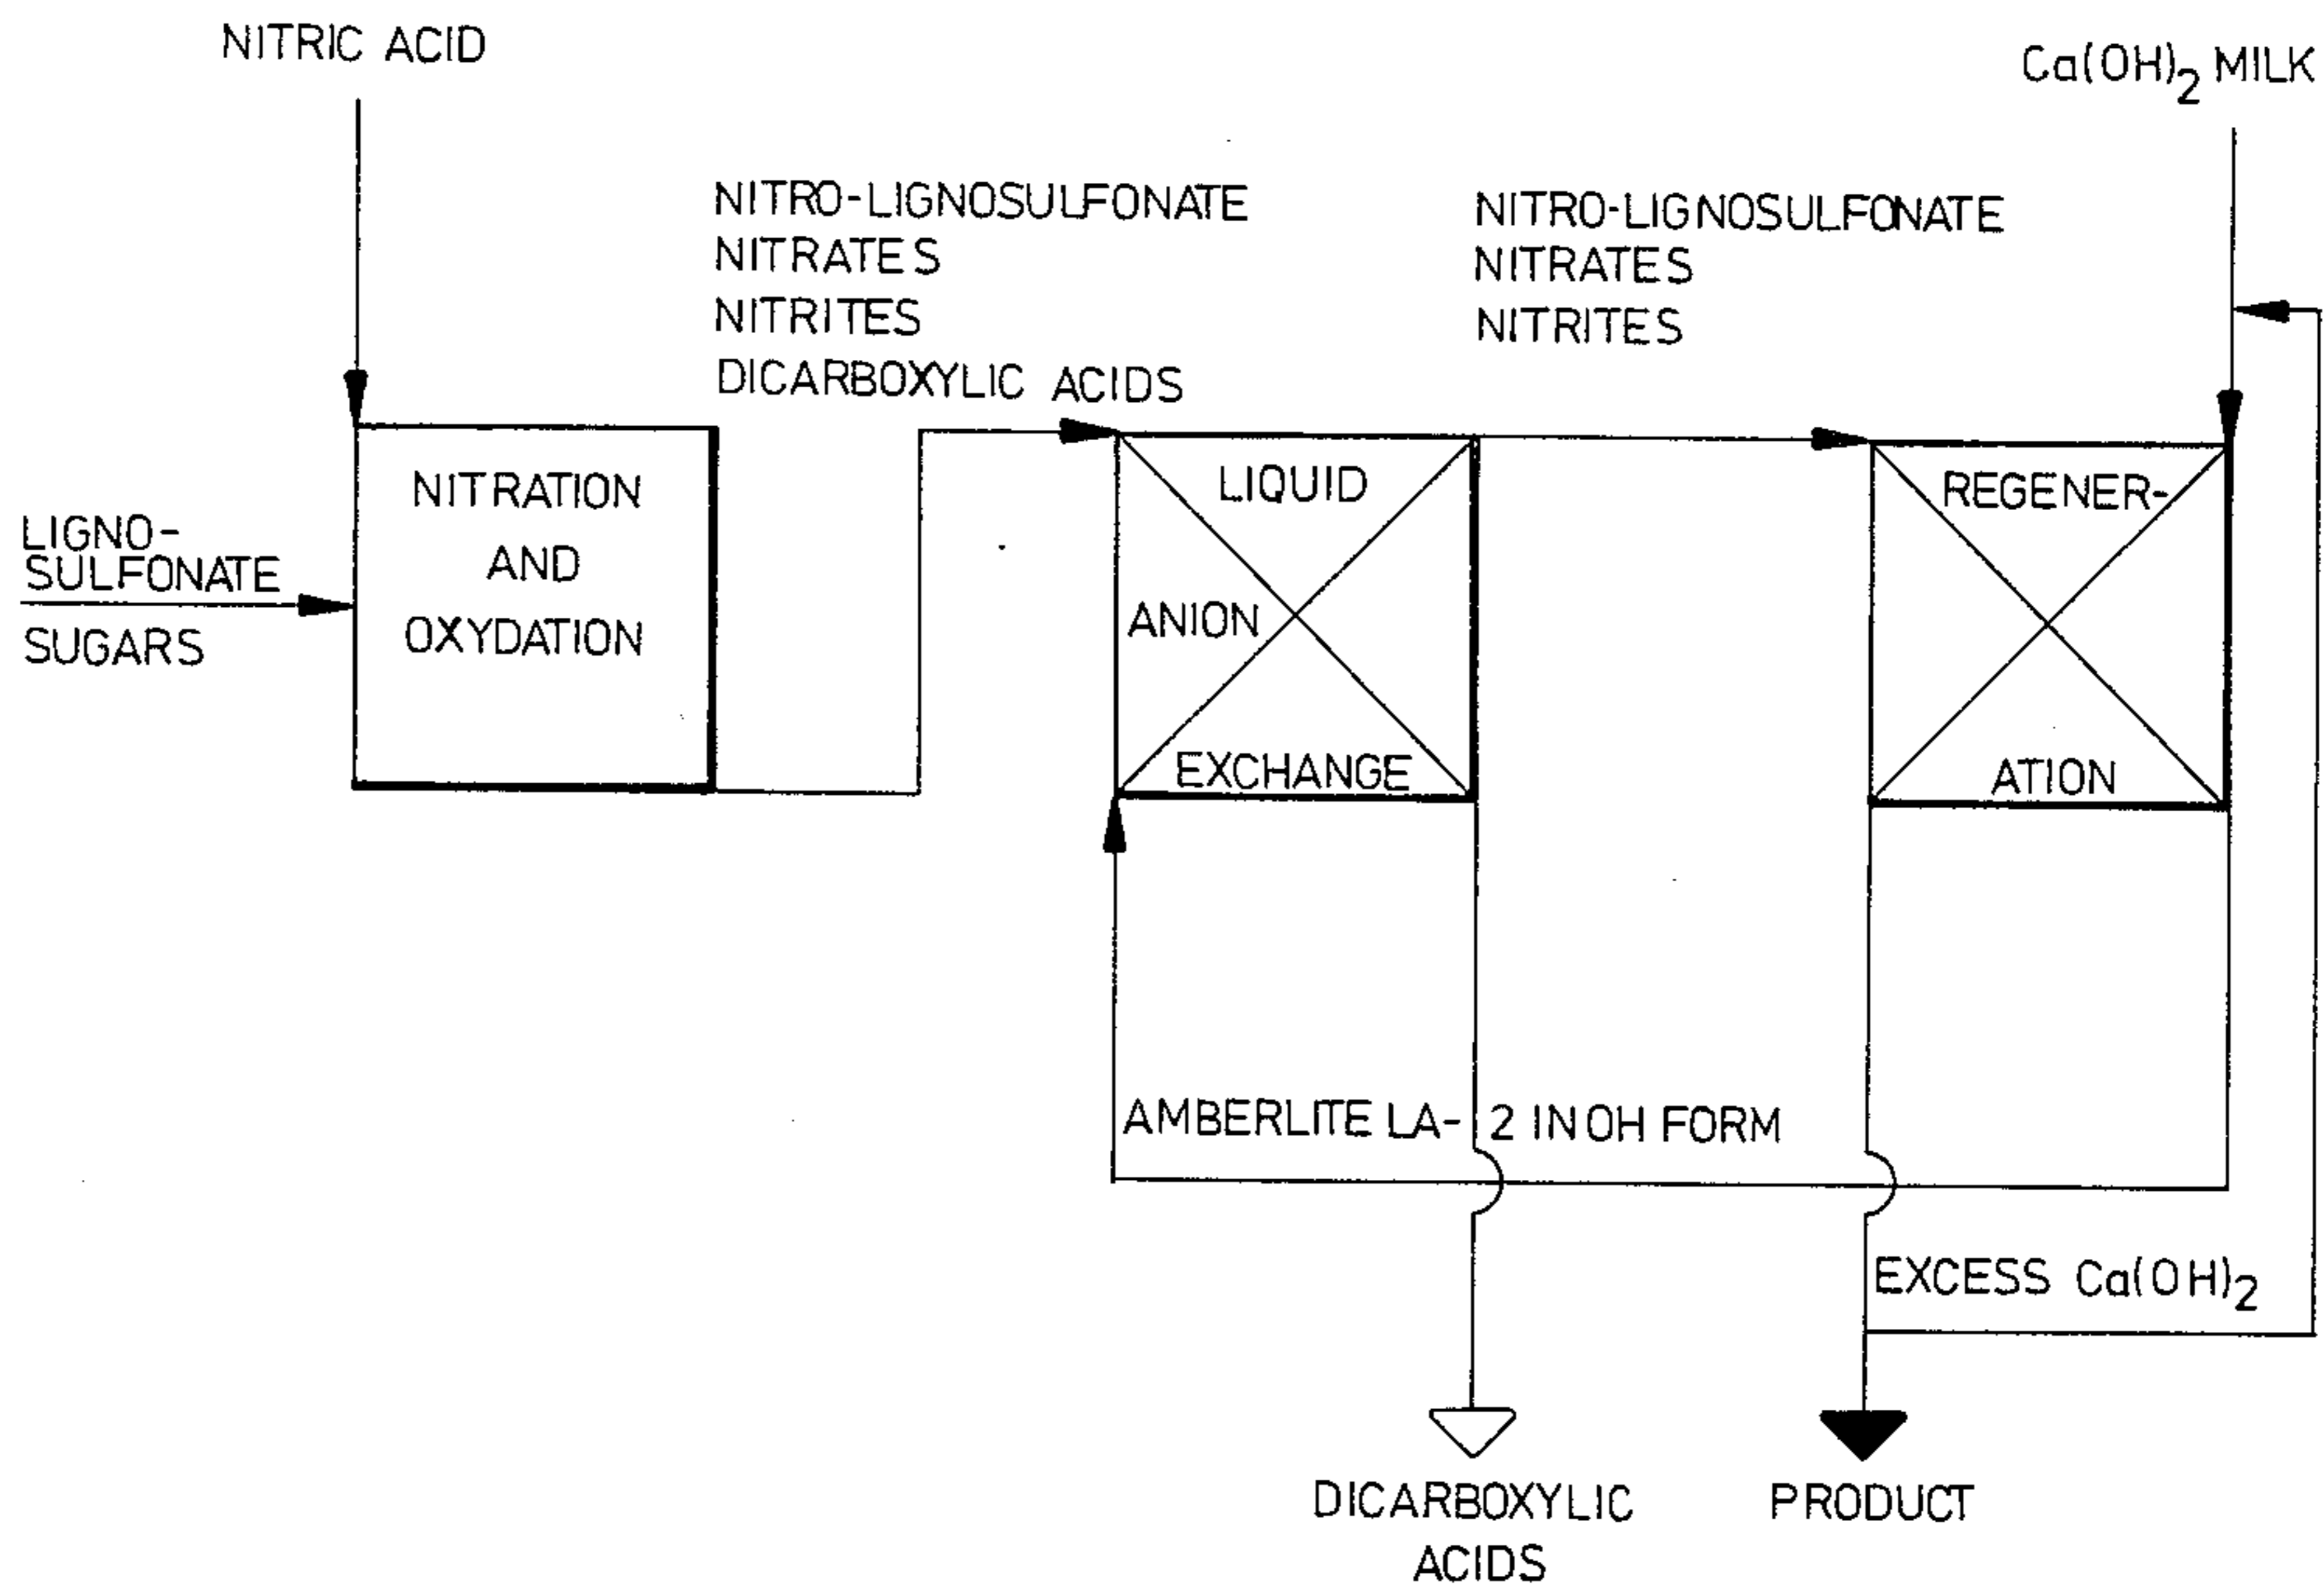 NITRIC ACID
Ca(OH)2 MILK
NITRO-LIGNOSULFONATE
NITRATES
NITRITES
DICARBOXYLIC ACIDS
NITRO-LIGNOSULFONATE
NITRATES
NITRITES
LIGNO-
SULFONATE
SUGARS
NITRATION
AND
OXYDATION
LIQUID
ANION
EXCHANGE
REGENER-
ATION
AMBERLITE LA-2 IN OH FORM
EXCESS Ca(OH)2
DICARBOXYLIC
ACIDS
PRODUCT